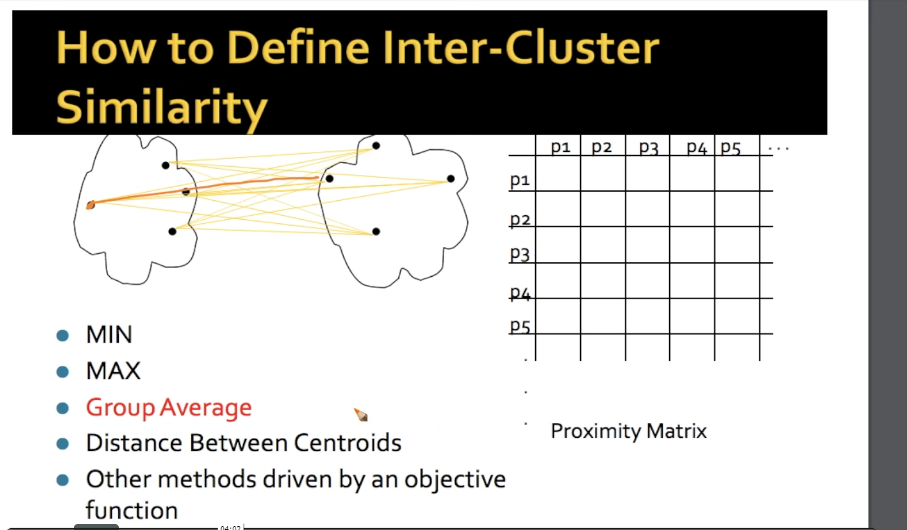 How to Define Inter-Cluster
Similarity
p1 p2 p3 p4 p5 ...
p1
p2
p3
p4
p5
.
.
.
MIN
MAX
Group Average
Distance Between Centroids
Other methods driven by an objective
function
Proximity Matrix